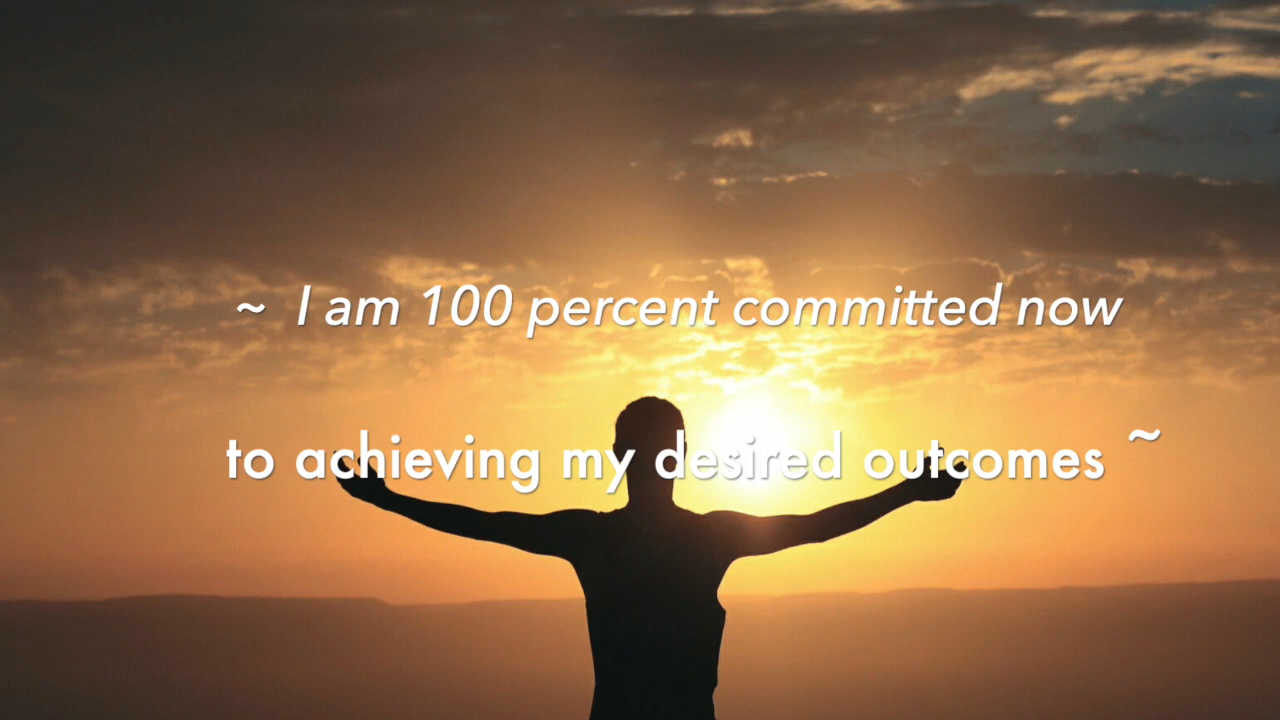 ~ I am 100 percent committed now
to achieving my desired outcomes ~